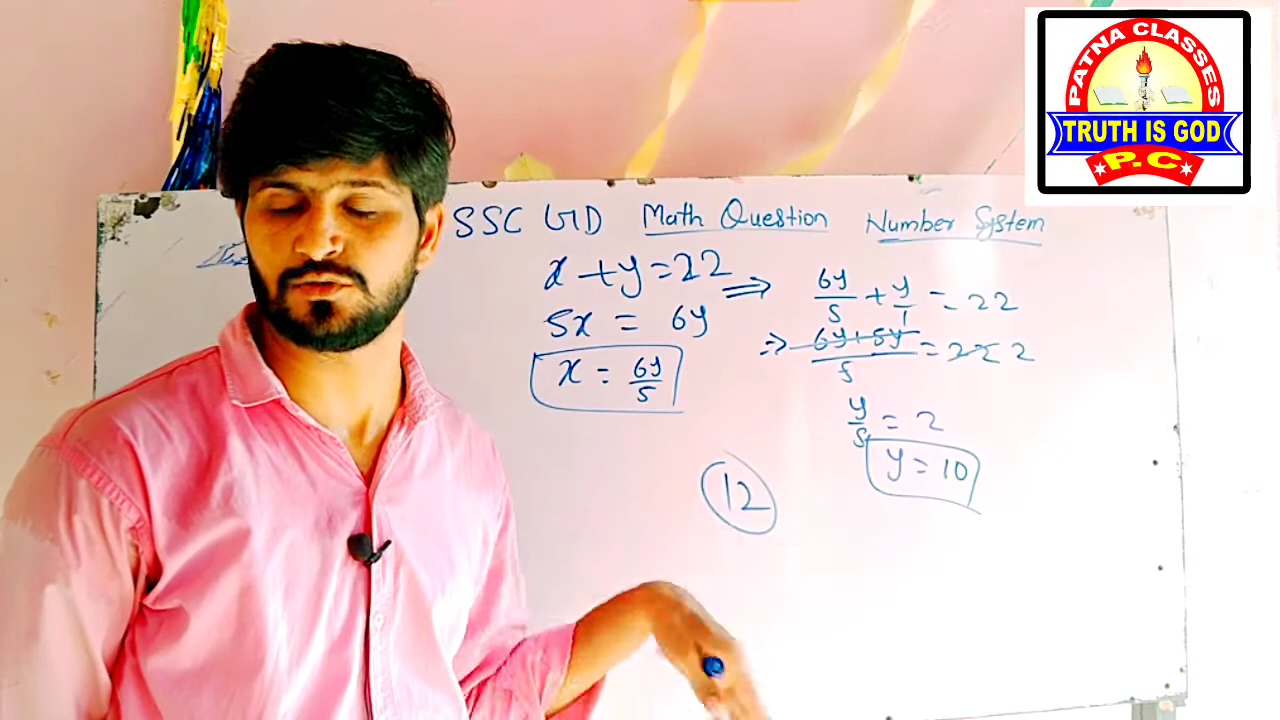 PATNA CLASSES
TRUTH IS GOD
P.C
SSC GD Math Question Number System
x + y = 22
5x = 6y
x = 6y/5
⇒ 6y/5 + y/1 = 22
⇒ 6y+5y/5 = 22 2
y/5 = 2
y = 10
12